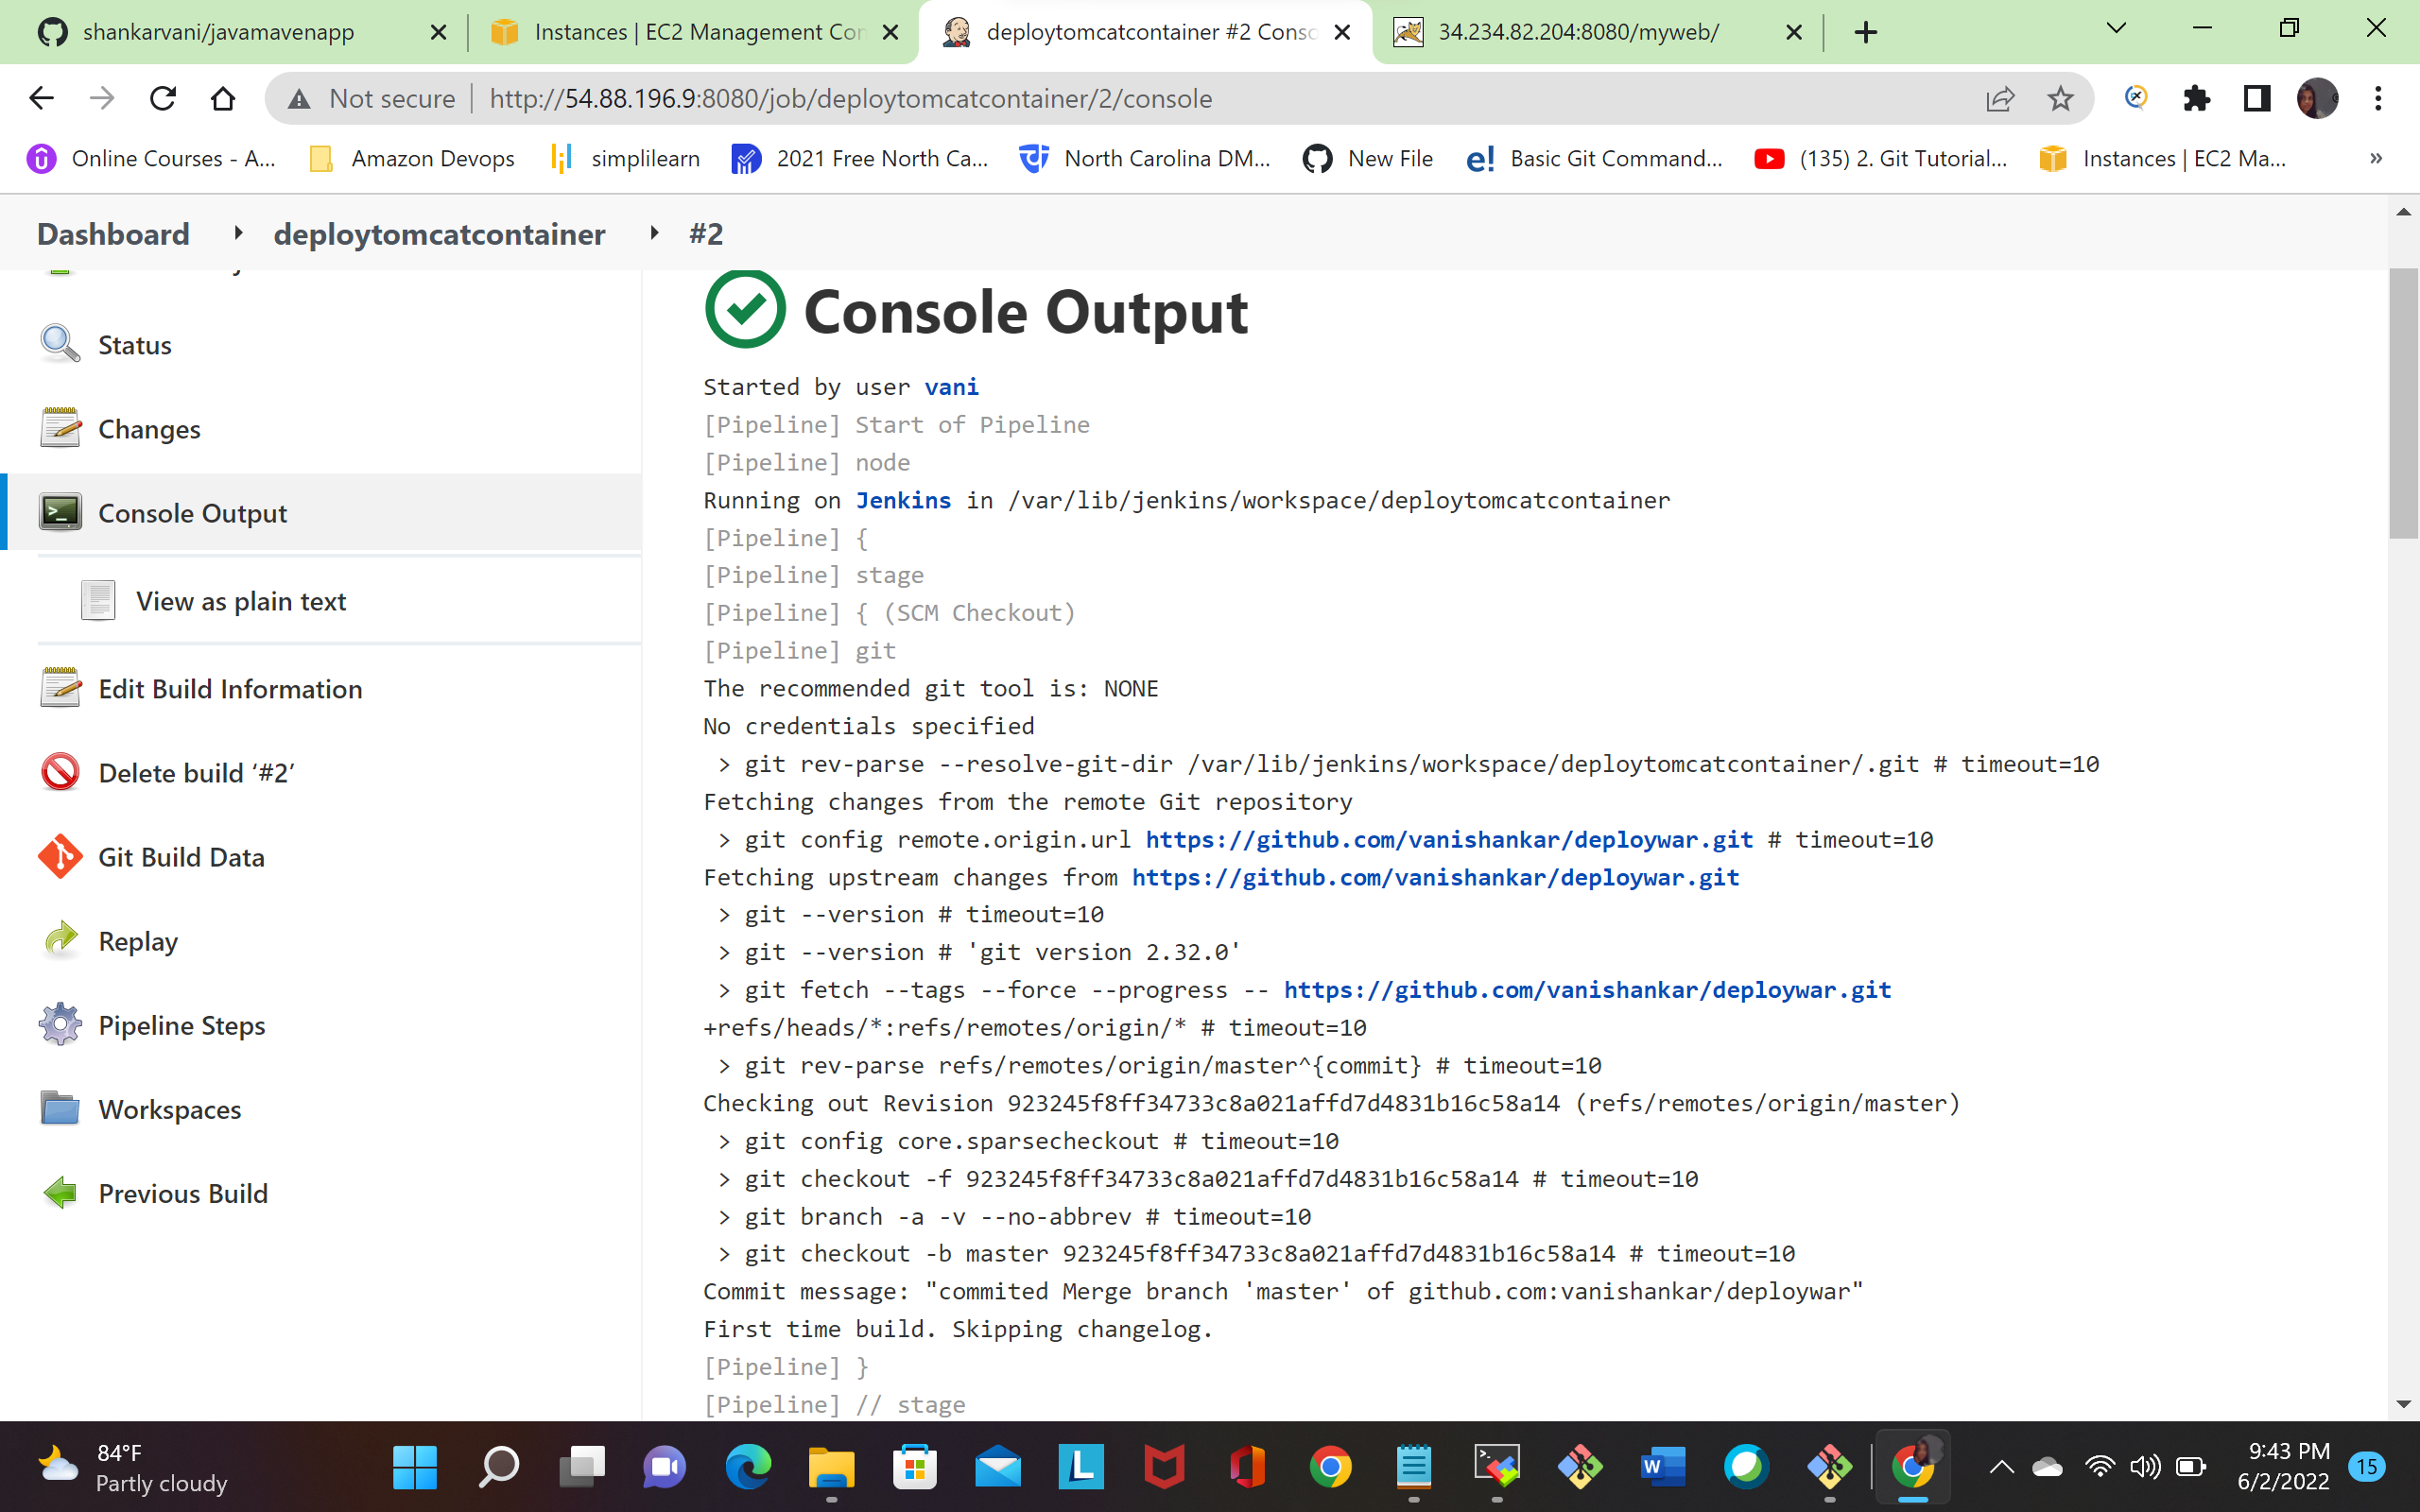 shankarvani/javamavenapp
Instances | EC2 Management Con
deploytomcatcontainer #2 Conso
34.234.82.204:8080/myweb/
Not secure
http://54.88.196.9:8080/job/deploytomcatcontainer/2/console
Online Courses - A...
Amazon Devops
simplilearn
2021 Free North Ca...
North Carolina DM...
New File
Basic Git Command...
(135) 2. Git Tutorial...
Instances | EC2 Ma...
»
Dashboard
deploytomcatcontainer
#2
Status
Changes
Console Output
View as plain text
Edit Build Information
Delete build ‘#2’
Git Build Data
Replay
Pipeline Steps
Workspaces
Previous Build
Console Output
Started by user vani
[Pipeline] Start of Pipeline
[Pipeline] node
Running on Jenkins in /var/lib/jenkins/workspace/deploytomcatcontainer
[Pipeline] {
[Pipeline] stage
[Pipeline] { (SCM Checkout)
[Pipeline] git
The recommended git tool is: NONE
No credentials specified
> git rev-parse --resolve-git-dir /var/lib/jenkins/workspace/deploytomcatcontainer/.git # timeout=10
Fetching changes from the remote Git repository
> git config remote.origin.url https://github.com/vanishankar/deploywar.git # timeout=10
Fetching upstream changes from https://github.com/vanishankar/deploywar.git
> git --version # timeout=10
> git --version # 'git version 2.32.0'
> git fetch --tags --force --progress -- https://github.com/vanishankar/deploywar.git
+refs/heads/*:refs/remotes/origin/* # timeout=10
> git rev-parse refs/remotes/origin/master^{commit} # timeout=10
Checking out Revision 923245f8ff34733c8a021affd7d4831b16c58a14 (refs/remotes/origin/master)
> git config core.sparsecheckout # timeout=10
> git checkout -f 923245f8ff34733c8a021affd7d4831b16c58a14 # timeout=10
> git branch -a -v --no-abbrev # timeout=10
> git checkout -b master 923245f8ff34733c8a021affd7d4831b16c58a14 # timeout=10
Commit message: "commited Merge branch 'master' of github.com:vanishankar/deploywar"
First time build. Skipping changelog.
[Pipeline] }
[Pipeline] // stage
84°F
Partly cloudy
9:43 PM
6/2/2022
15